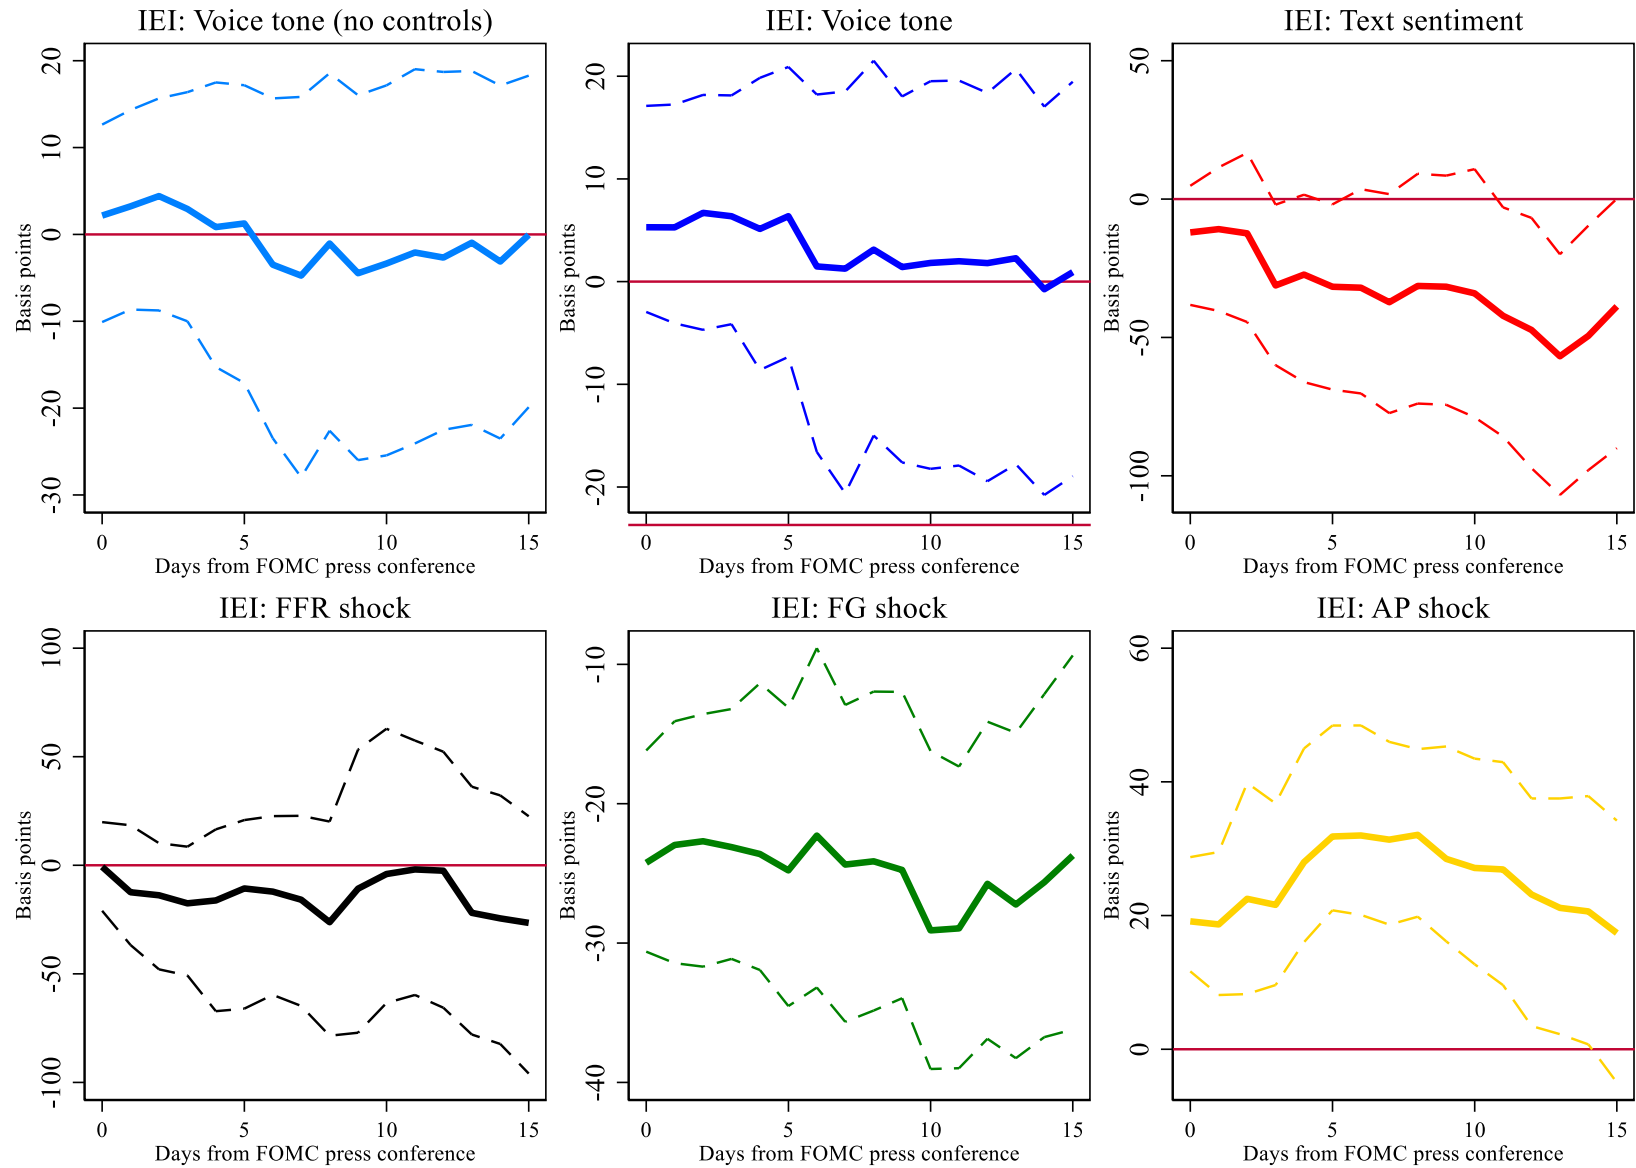 IEI: Voice tone (no controls)
20
10
0
-10
-20
-30
Basis points
0 5 10 15
Days from FOMC press conference
IEI: Voice tone
20
10
0
-10
-20
Basis points
0 5 10 15
Days from FOMC press conference
IEI: Text sentiment
50
0
-50
-100
Basis points
0 5 10 15
Days from FOMC press conference
IEI: FFR shock
100
50
0
-50
-100
Basis points
0 5 10 15
Days from FOMC press conference
IEI: FG shock
-10
-20
-30
-40
Basis points
0 5 10 15
Days from FOMC press conference
IEI: AP shock
60
40
20
0
Basis points
0 5 10 15
Days from FOMC press conference